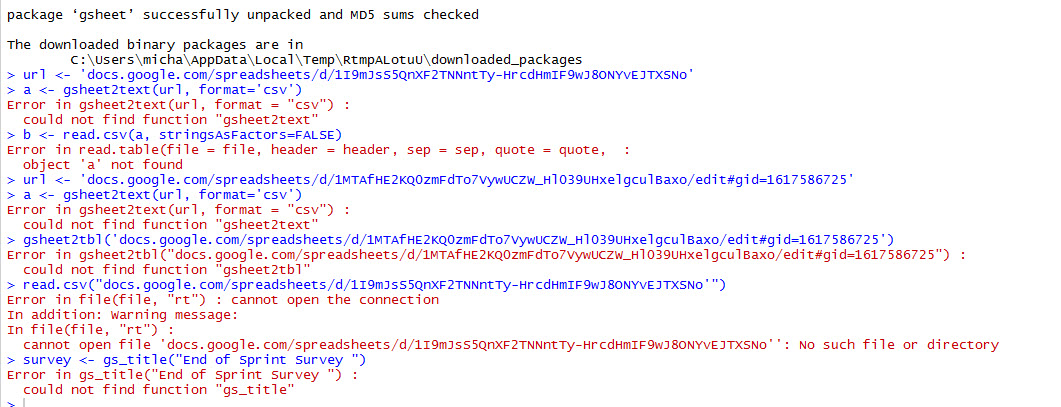 package ‘gsheet’ successfully unpacked and MD5 sums checked
The downloaded binary packages are in
C:\Users\micha\AppData\Local\Temp\RtmpALotuU\downloaded_packages
> url <- 'docs.google.com/spreadsheets/d/1I9mJsS5QnXF2TNNntTy-HrcdHmIF9wJ8ONYvEJTXSNo'
> a <- gsheet2text(url, format='csv')
Error in gsheet2text(url, format = "csv") :
could not find function "gsheet2text"
> b <- read.csv(a, stringsAsFactors=FALSE)
Error in read.table(file = file, header = header, sep = sep, quote = quote,  :
object 'a' not found
> url <- 'docs.google.com/spreadsheets/d/1MTAfHE2KQ0zmFdTo7VywUCZW_Hl039UHxelgculBaxo/edit#gid=1617586725'
> a <- gsheet2text(url, format='csv')
Error in gsheet2text(url, format = "csv") :
could not find function "gsheet2text"
> gsheet2tbl('docs.google.com/spreadsheets/d/1MTAfHE2KQ0zmFdTo7VywUCZW_Hl039UHxelgculBaxo/edit#gid=1617586725')
Error in gsheet2tbl("docs.google.com/spreadsheets/d/1MTAfHE2KQ0zmFdTo7VywUCZW_Hl039UHxelgculBaxo/edit#gid=1617586725") :
could not find function "gsheet2tbl"
> read.csv("docs.google.com/spreadsheets/d/1I9mJsS5QnXF2TNNntTy-HrcdHmIF9wJ8ONYvEJTXSNo'")
Error in file(file, "rt") : cannot open the connection
In addition: Warning message:
In file(file, "rt") :
cannot open file 'docs.google.com/spreadsheets/d/1I9mJsS5QnXF2TNNntTy-HrcdHmIF9wJ8ONYvEJTXSNo'': No such file or directory
> survey <- gs_title("End of Sprint Survey ")
Error in gs_title("End of Sprint Survey ") :
could not find function "gs_title"
>